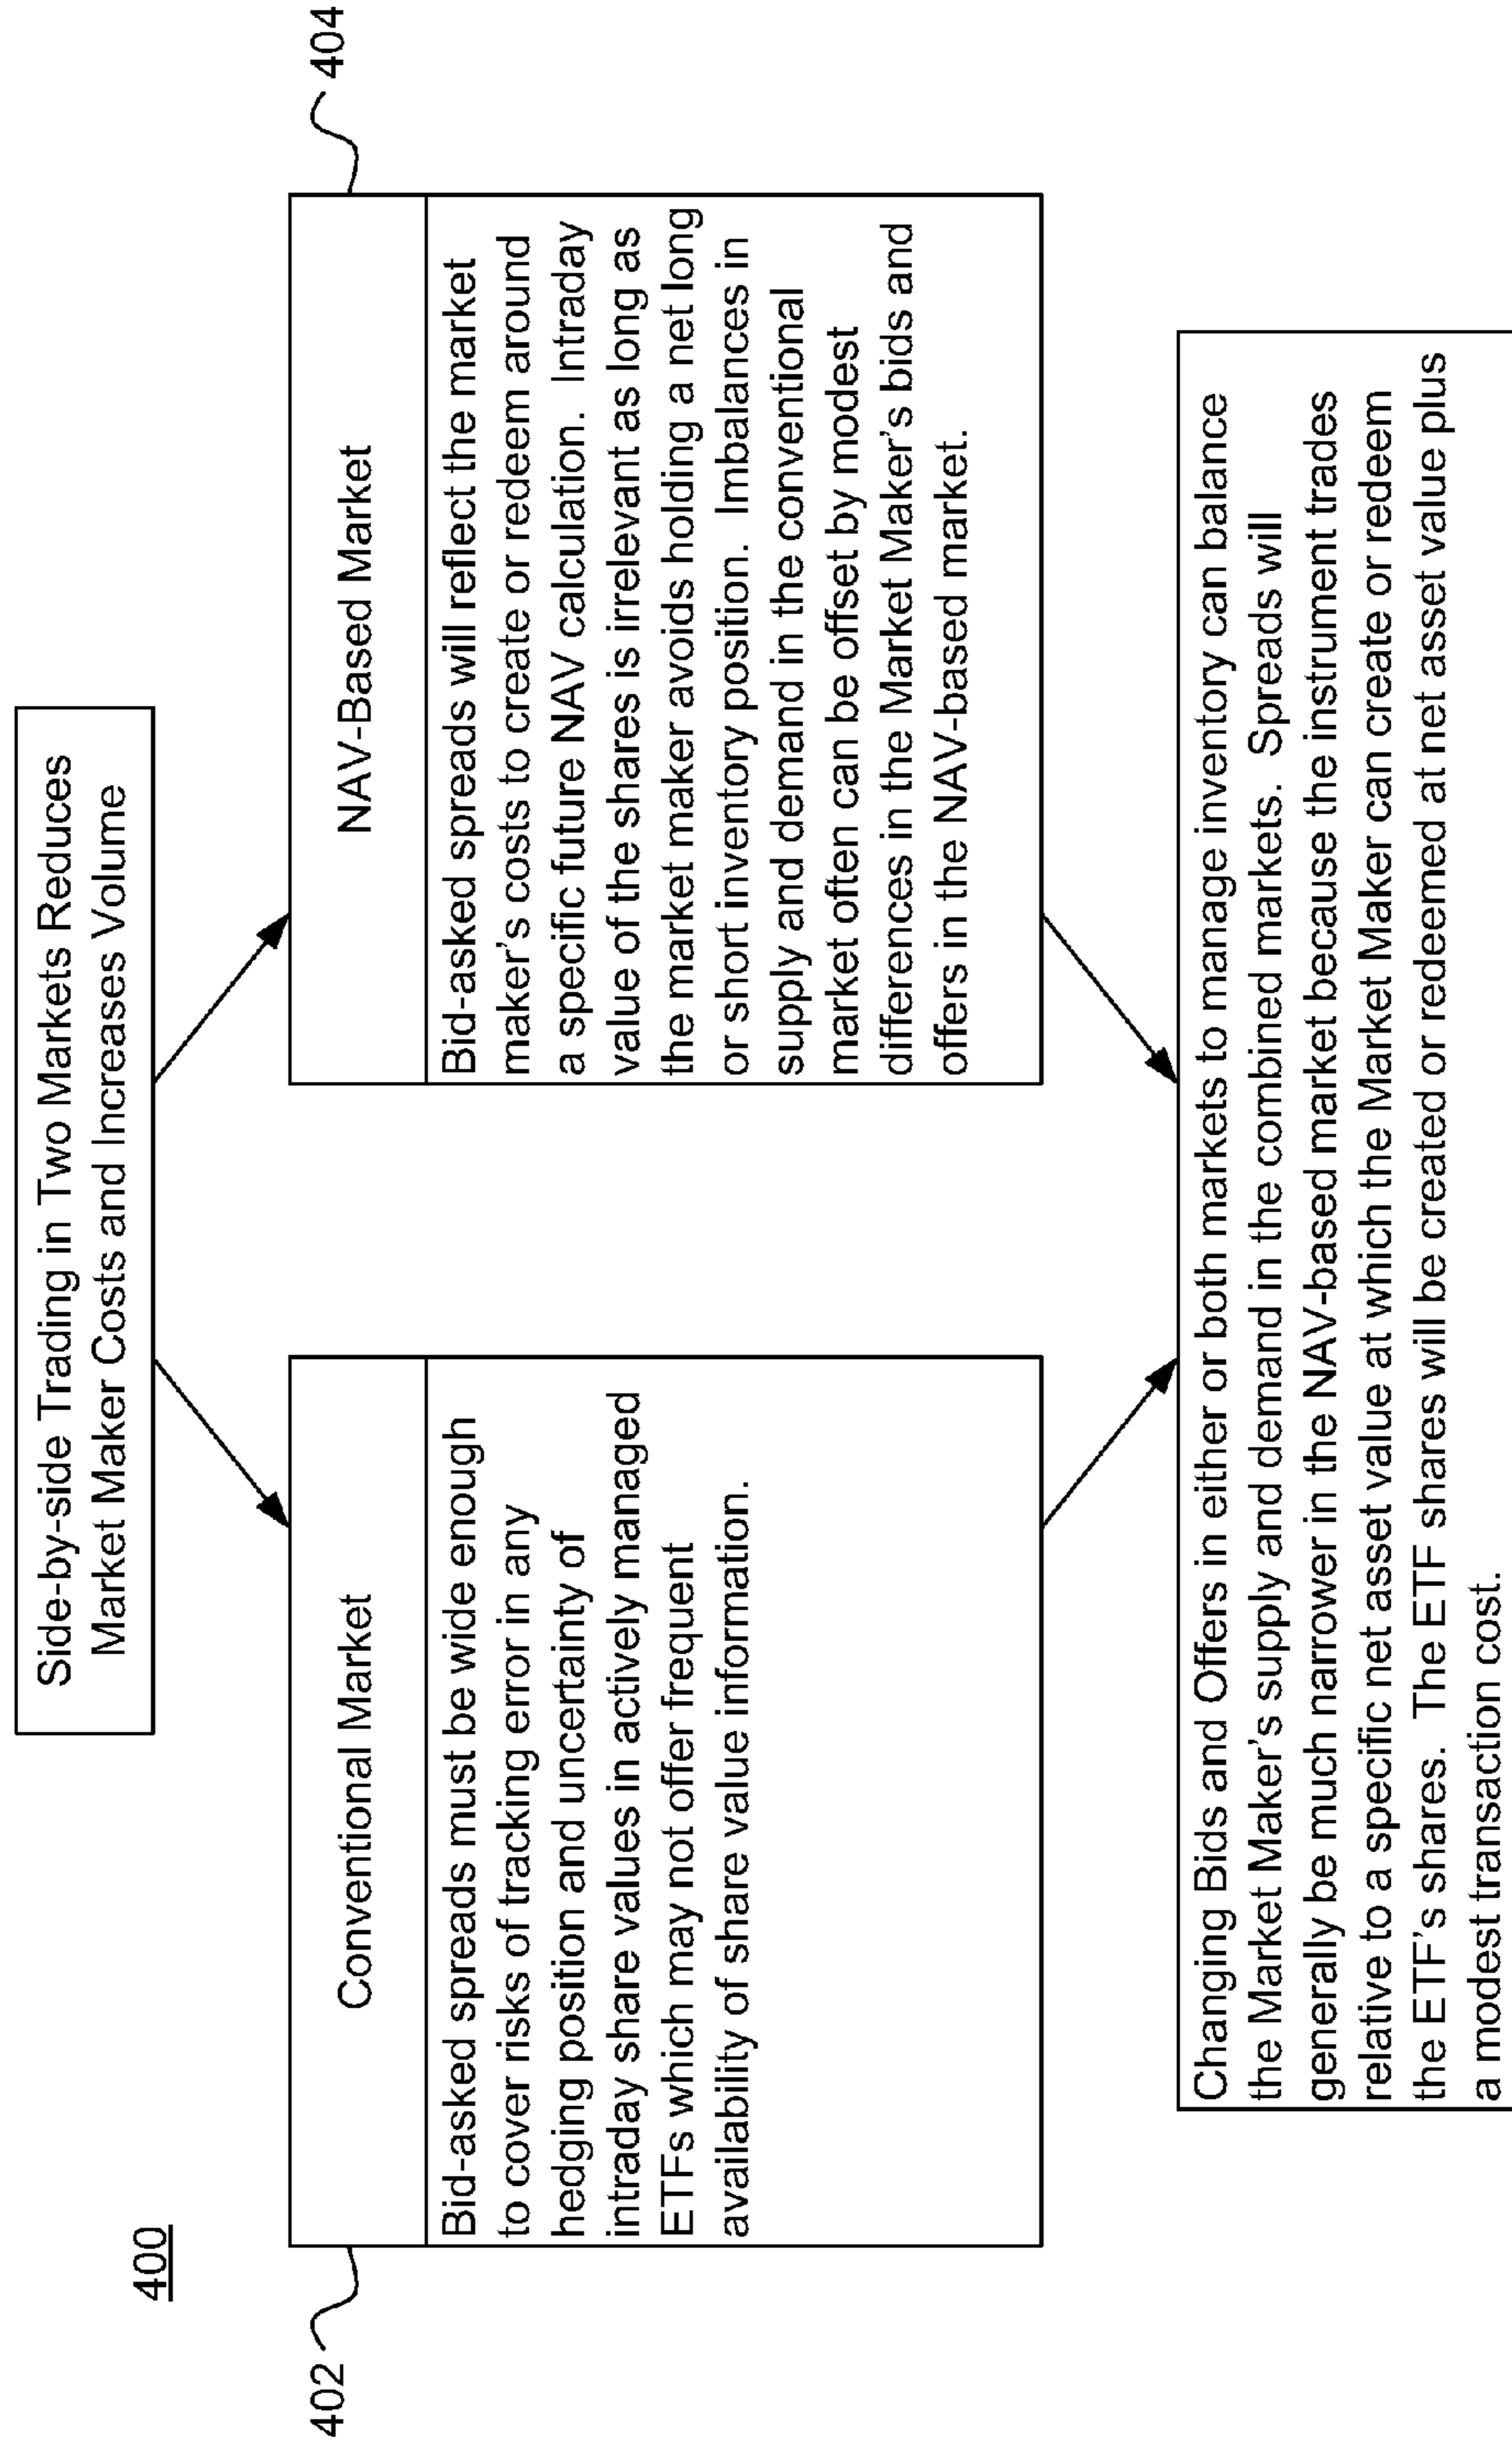 400
Side-by-side Trading in Two Markets Reduces
Market Maker Costs and Increases Volume
402
Conventional Market
Bid-asked spreads must be wide enough
to cover risks of tracking error in any
hedging position and uncertainty of
intraday share values in actively managed
ETFs which may not offer frequent
availability of share value information.
404
NAV-Based Market
Bid-asked spreads will reflect the market
maker's costs to create or redeem around
a specific future NAV calculation. Intraday
value of the shares is irrelevant as long as
the market maker avoids holding a net long
or short inventory position. Imbalances in
supply and demand in the conventional
market often can be offset by modest
differences in the Market Maker's bids and
offers in the NAV-based market.
Changing Bids and Offers in either or both markets to manage inventory can balance
the Market Maker's supply and demand in the combined markets. Spreads will
generally be much narrower in the NAV-based market because the instrument trades
relative to a specific net asset value at which the Market Maker can create or redeem
the ETF's shares. The ETF shares will be created or redeemed at net asset value plus
a modest transaction cost.